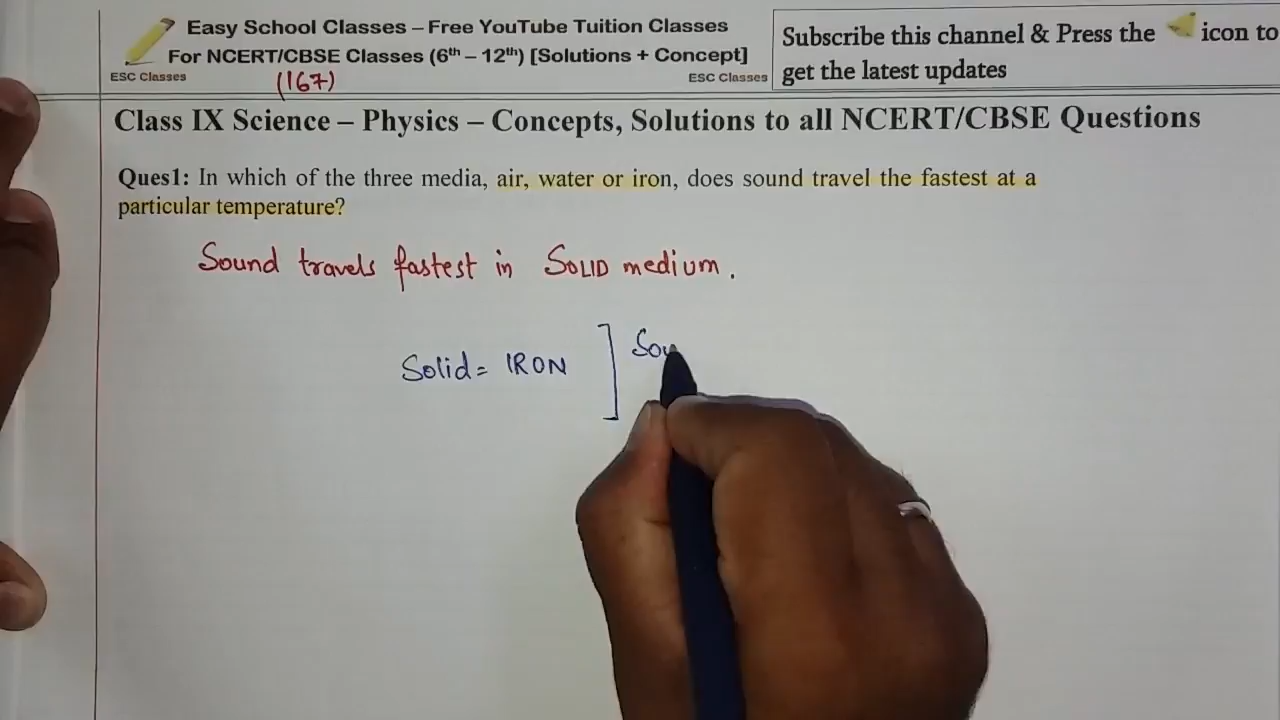 Easy School Classes – Free YouTube Tuition Classes
For NCERT/CBSE Classes (6th – 12th) [Solutions + Concept]
ESC Classes
ESC Classes
(167)
Subscribe this channel & Press the icon to
get the latest updates
Class IX Science – Physics – Concepts, Solutions to all NCERT/CBSE Questions
Ques1: In which of the three media, air, water or iron, does sound travel the fastest at a
particular temperature?
Sound travels fastest in SOLID medium.
Solid = IRON ]